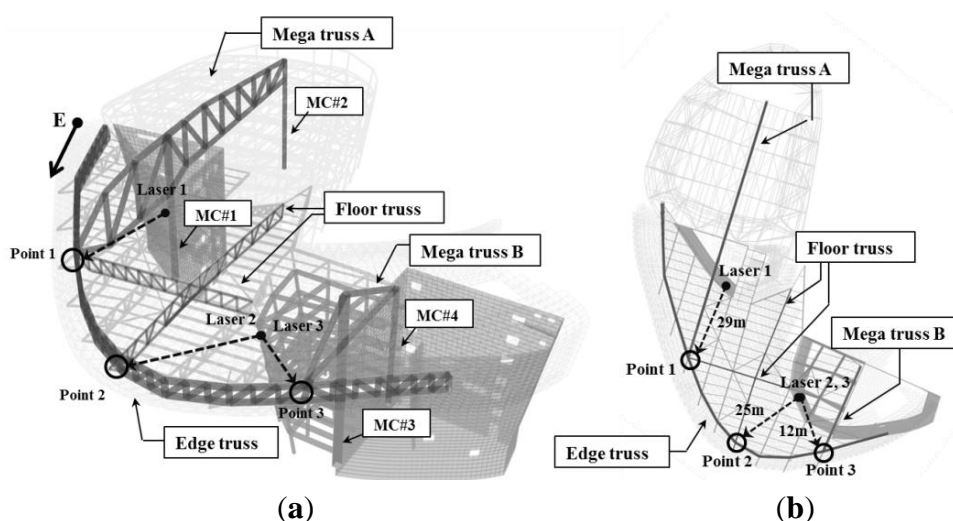 Mega truss A
MC#2
E
Laser 1
MC#1
Floor truss
Point 1
Mega truss B
Laser 2
Laser 3
MC#4
Point 2
Point 3
MC#3
Edge truss
(a)
Mega truss A
Floor truss
Laser 1
29m
Mega truss B
Point 1
Laser 2, 3
25m
12m
Edge truss
Point 2
Point 3
(b)